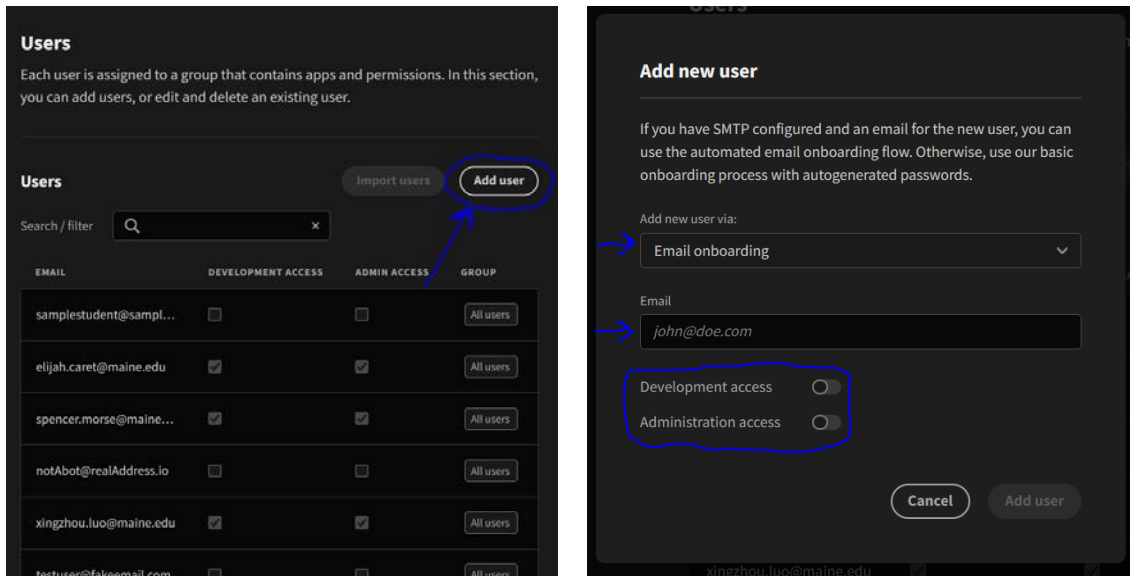 Users
Each user is assigned to a group that contains apps and permissions. In this section,
you can add users, or edit and delete an existing user.
Users
Import users
Add user
Search / filter
EMAIL DEVELOPMENT ACCESS ADMIN ACCESS GROUP
samplestudent@sampl... All users
elijah.caret@maine.edu All users
spencer.morse@maine... All users
notAbot@realAddress.io All users
xingzhou.luo@maine.edu All users
testuser@fakeemail.com All users
Users
Add new user
If you have SMTP configured and an email for the new user, you can
use the automated email onboarding flow. Otherwise, use our basic
onboarding process with autogenerated passwords.
Add new user via:
Email onboarding
Email
john@doe.com
Development access
Administration access
Cancel
Add user
xingzhou.luo@maine.edu